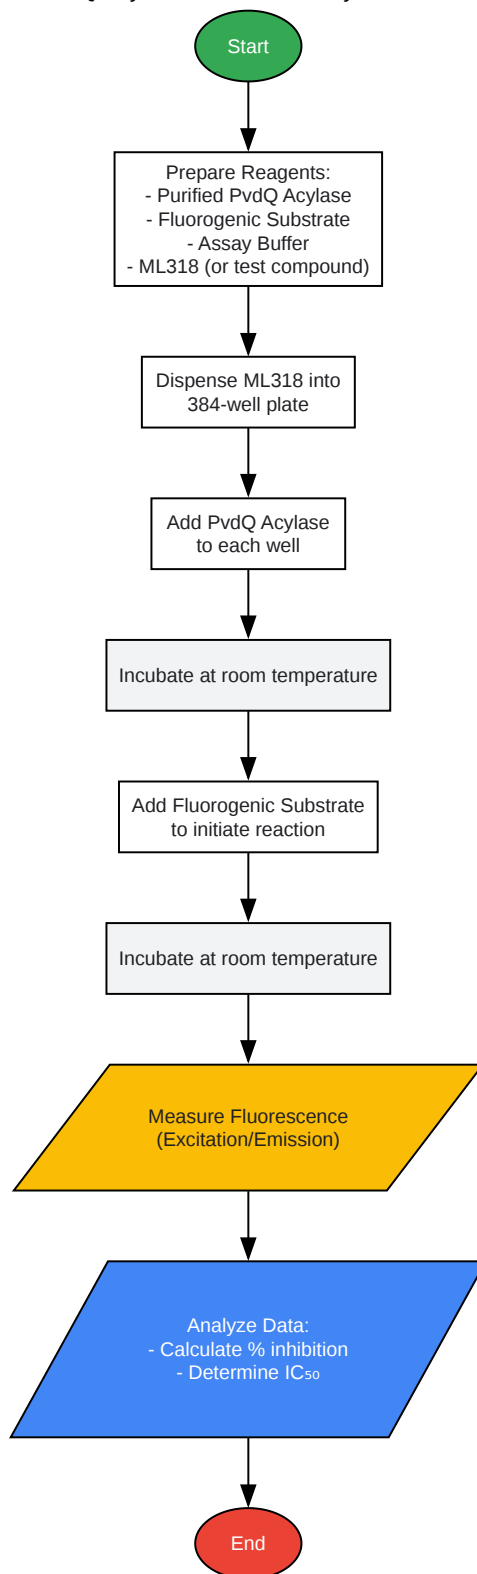 Start
Prepare Reagents:
- Purified PvdQ Acylase
- Fluorogenic Substrate
- Assay Buffer
- ML318 (or test compound)
Dispense ML318 into
384-well plate
Add PvdQ Acylase
to each well
Incubate at room temperature
Add Fluorogenic Substrate
to initiate reaction
Incubate at room temperature
Measure Fluorescence
(Excitation/Emission)
Analyze Data:
- Calculate % inhibition
- Determine IC₅₀
End